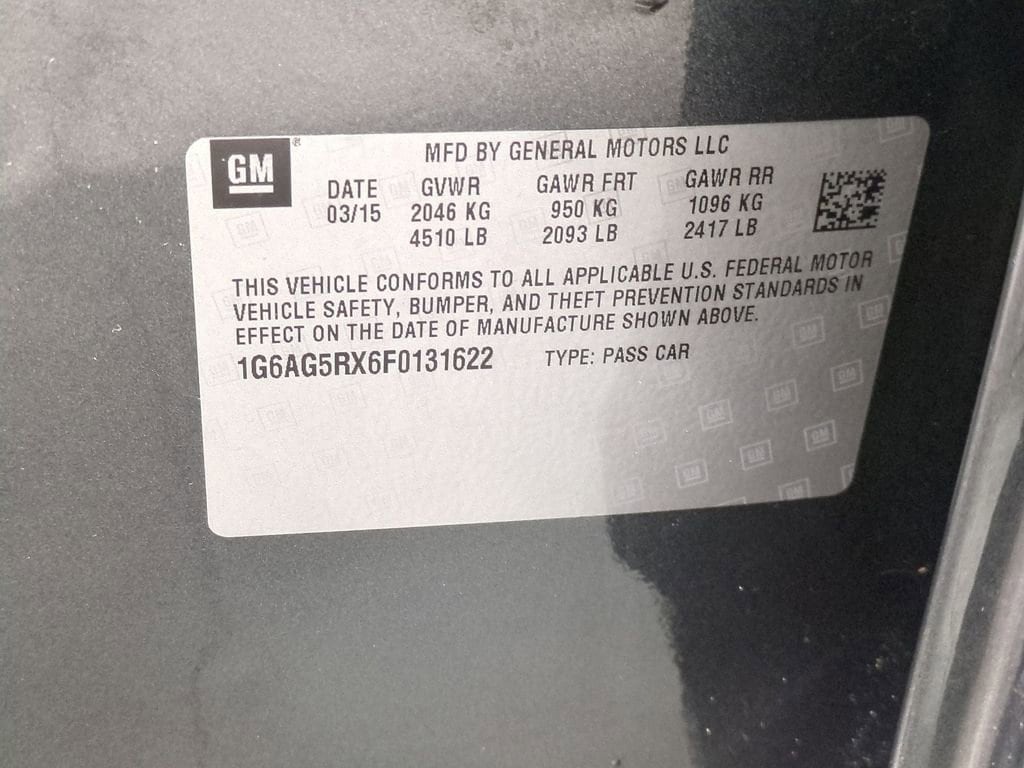 GM
MFD BY GENERAL MOTORS LLC
DATE GVWR GAWR FRT GAWR RR
03/15 2046 KG 950 KG 1096 KG
4510 LB 2093 LB 2417 LB
THIS VEHICLE CONFORMS TO ALL APPLICABLE U.S. FEDERAL MOTOR
VEHICLE SAFETY, BUMPER, AND THEFT PREVENTION STANDARDS IN
EFFECT ON THE DATE OF MANUFACTURE SHOWN ABOVE.
1G6AG5RX6F0131622 TYPE: PASS CAR